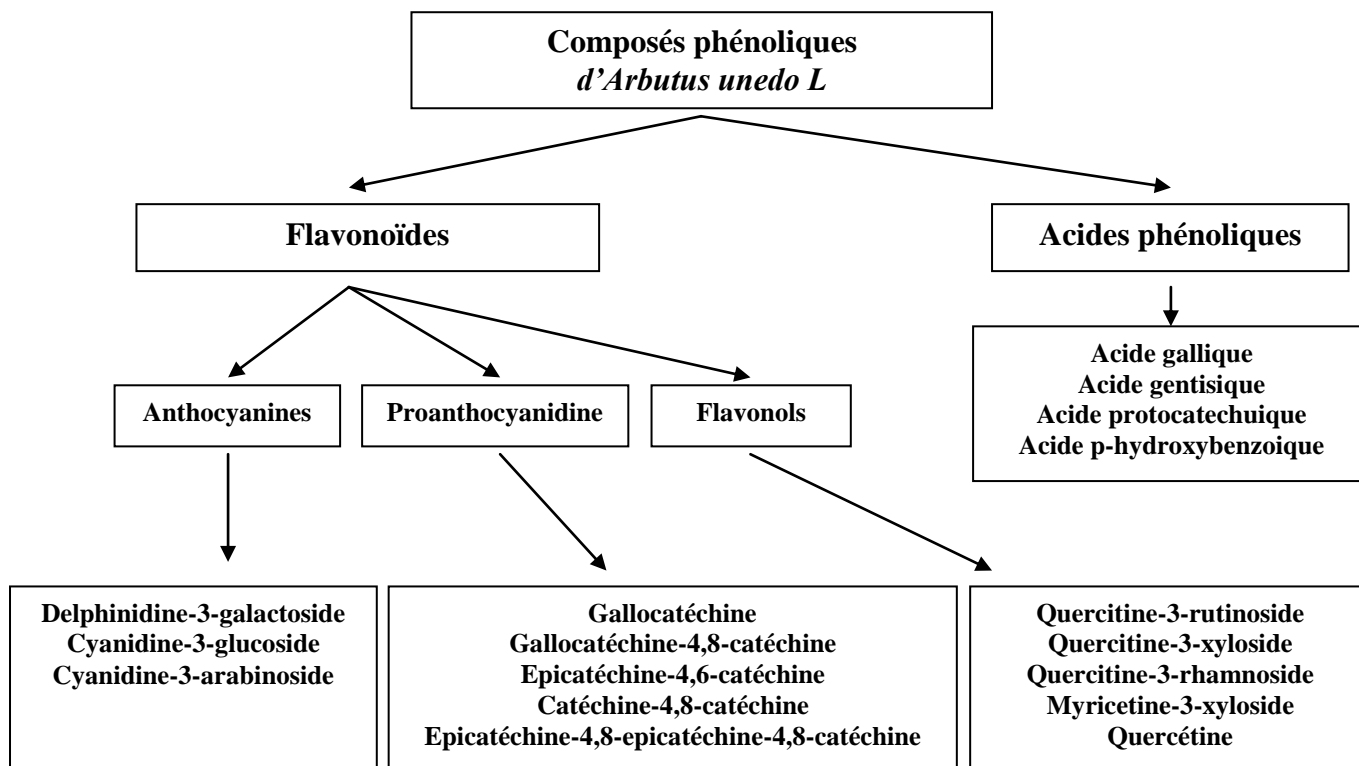 Composés phénoliques
d'Arbutus unedo L
Flavonoïdes
Acides phénoliques
Acide gallique
Acide gentisique
Acide protocatechuique
Acide p-hydroxybenzoique
Anthocyanines
Proanthocyanidine
Flavonols
Delphinidine-3-galactoside
Cyanidine-3-glucoside
Cyanidine-3-arabinoside
Gallocatéchine
Gallocatéchine-4,8-catéchine
Epicatéchine-4,6-catéchine
Catéchine-4,8-catéchine
Epicatéchine-4,8-epicatéchine-4,8-catéchine
Quercitine-3-rutinoside
Quercitine-3-xyloside
Quercitine-3-rhamnoside
Myricetine-3-xyloside
Quercétine